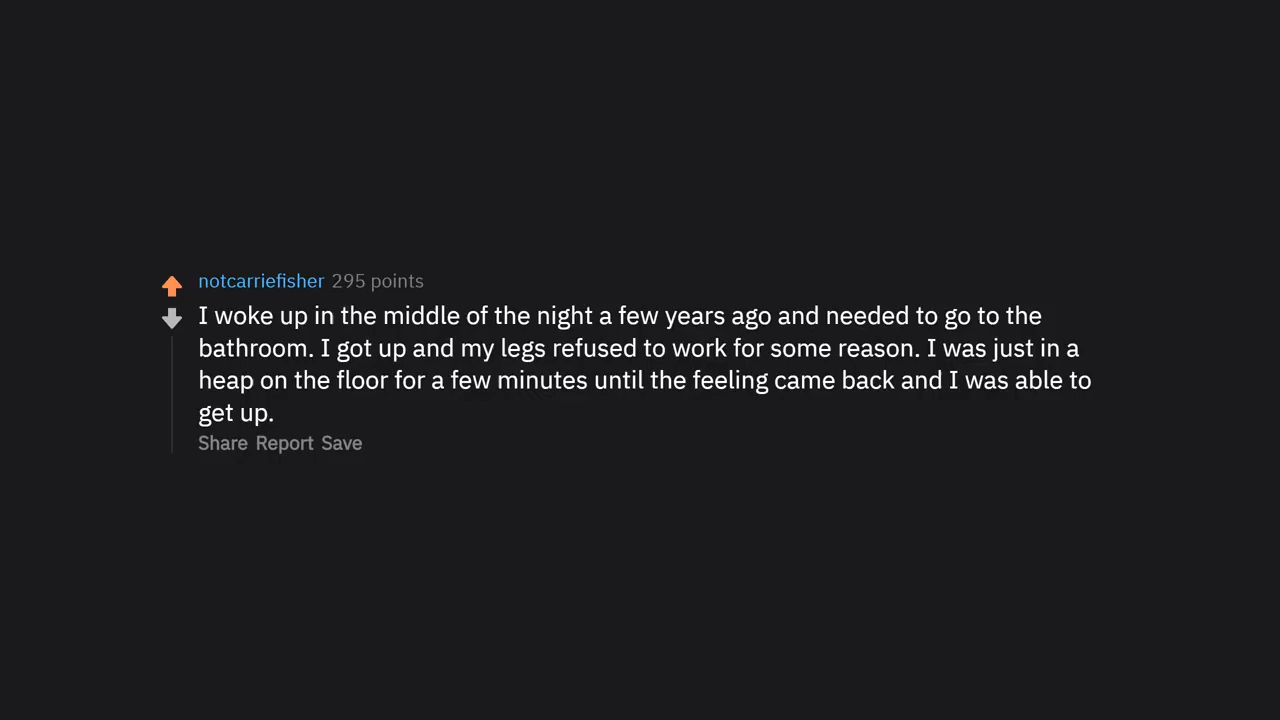 notcarriefisher 295 points
I woke up in the middle of the night a few years ago and needed to go to the
bathroom. I got up and my legs refused to work for some reason. I was just in a
heap on the floor for a few minutes until the feeling came back and I was able to
get up.
Share Report Save